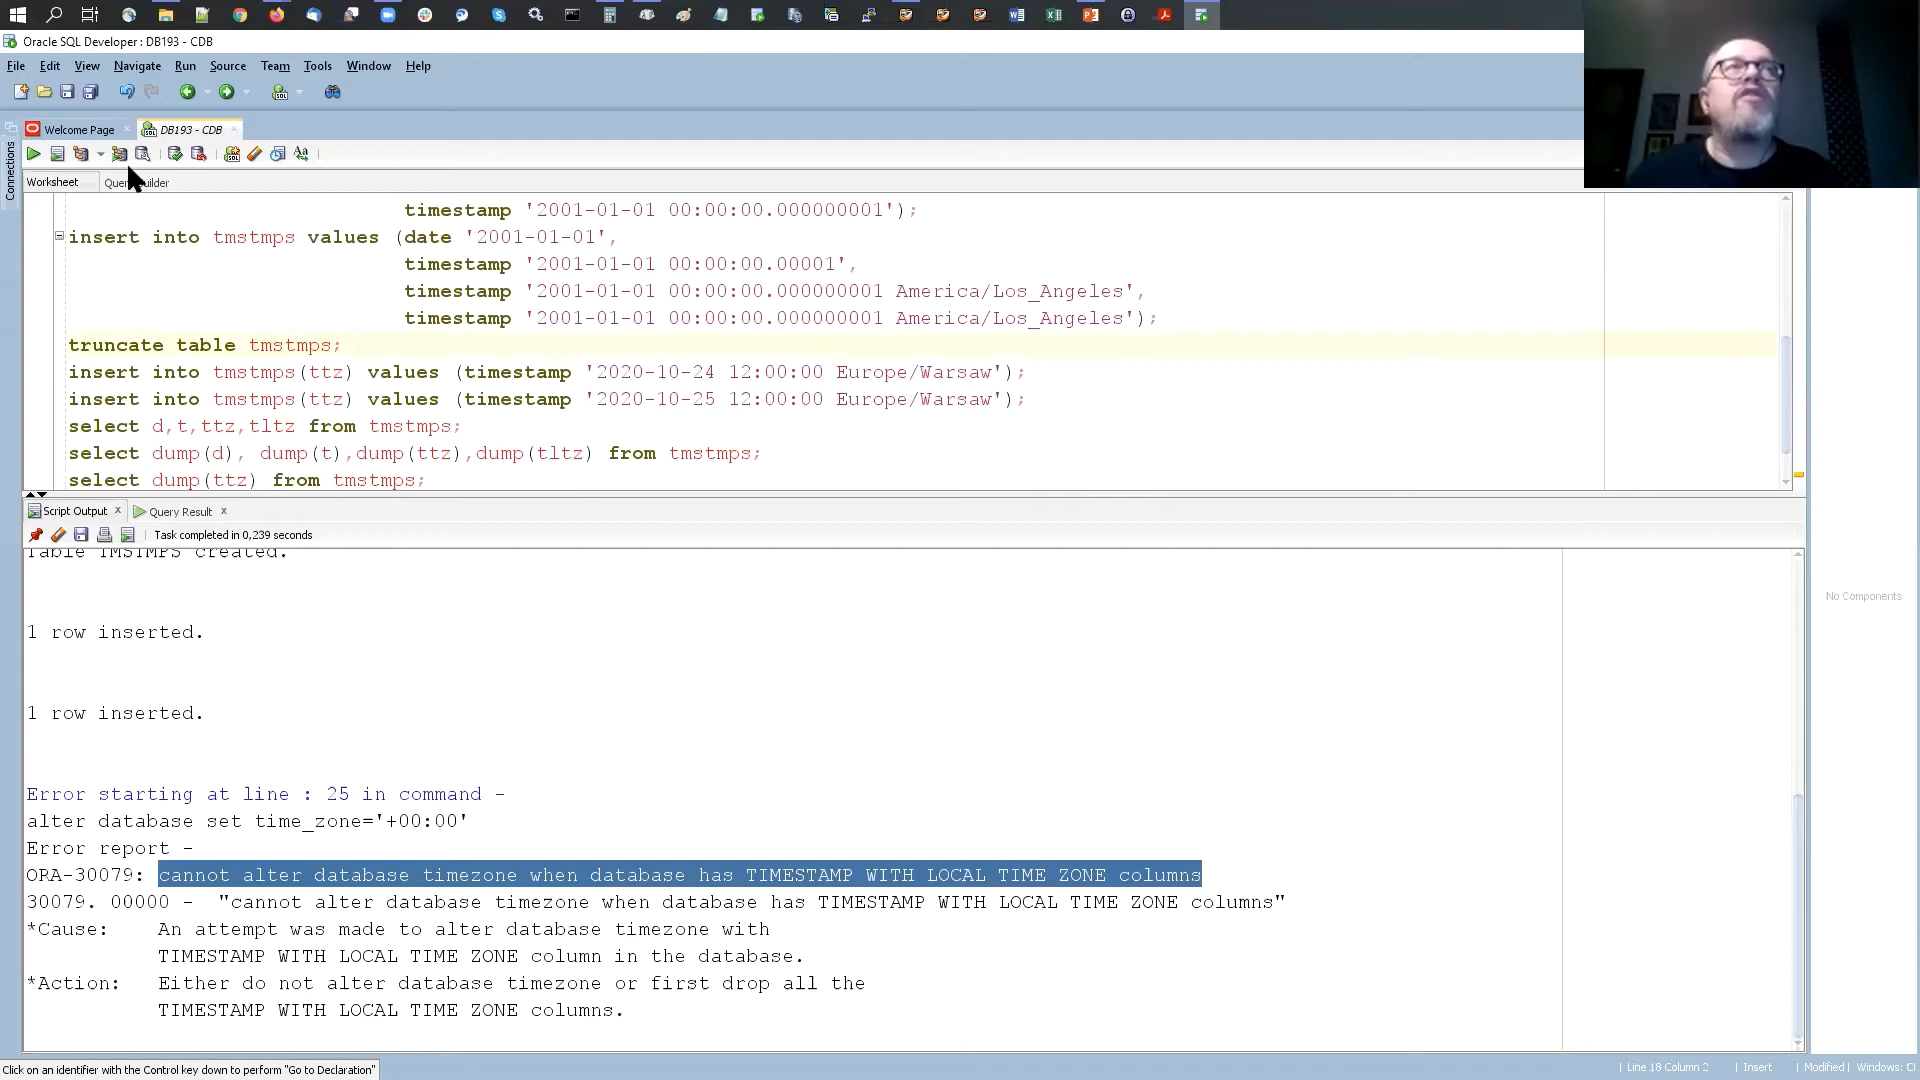 Oracle SQL Developer : DB193 - CDB
File Edit View Navigate Run Source Team Tools Window Help
Connections
Welcome Page
DB193 - CDB
Worksheet
timestamp '2001-01-01 00:00:00.000000001');
insert into tmstmps values (date '2001-01-01',
timestamp '2001-01-01 00:00:00.00001',
timestamp '2001-01-01 00:00:00.000000001 America/Los_Angeles',
timestamp '2001-01-01 00:00:00.000000001 America/Los_Angeles');
truncate table tmstmps;
insert into tmstmps(ttz) values (timestamp '2020-10-24 12:00:00 Europe/Warsaw');
insert into tmstmps(ttz) values (timestamp '2020-10-25 12:00:00 Europe/Warsaw');
select d,t,ttz,tltz from tmstmps;
select dump(d), dump(t),dump(ttz),dump(tltz) from tmstmps;
select dump(ttz) from tmstmps;
Script Output x
Query Result x
Task completed in 0,239 seconds
Table TMSTMPS created.
1 row inserted.
1 row inserted.
Error starting at line : 25 in command -
alter database set time_zone='+00:00'
Error report -
ORA-30079: cannot alter database timezone when database has TIMESTAMP WITH LOCAL TIME ZONE columns
30079. 00000 - "cannot alter database timezone when database has TIMESTAMP WITH LOCAL TIME ZONE columns"
*Cause: An attempt was made to alter database timezone with
TIMESTAMP WITH LOCAL TIME ZONE column in the database.
*Action: Either do not alter database timezone or first drop all the
TIMESTAMP WITH LOCAL TIME ZONE columns.
No Components
Click on an identifier with the Control key down to perform "Go to Declaration"
Line 18 Column 2
Insert
Modified
Windows: Cl